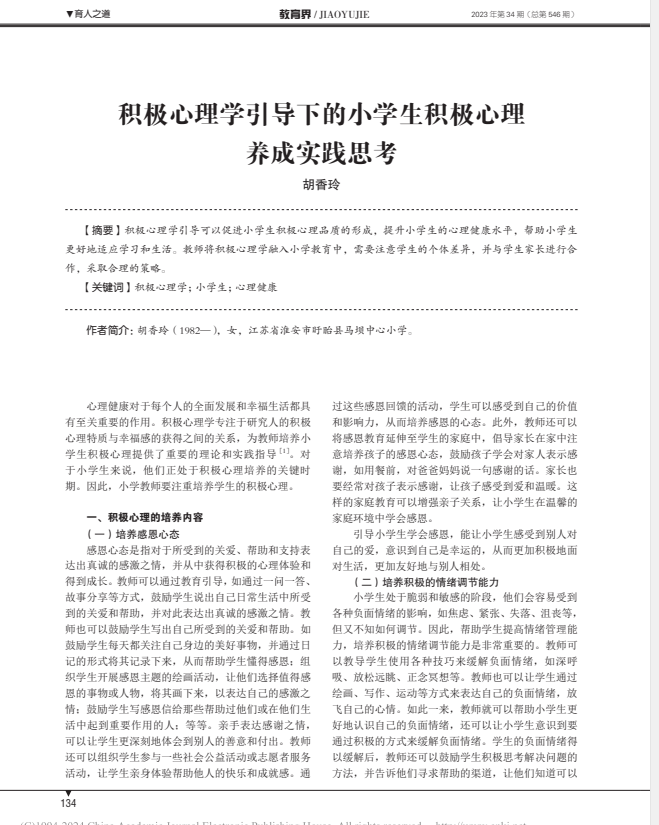 ▼育人之道
教育界 / JIAOYUJIE
2023 年第 34 期（总第 546 期）
积极心理学引导下的小学生积极心理
养成实践思考
胡香玲
【摘要】积极心理学引导可以促进小学生积极心理品质的形成，提升小学生的心理健康水平，帮助小学生
更好地适应学习和生活。教师将积极心理学融入小学教育中，需要注意学生的个体差异，并与学生家长进行合
作，采取合理的策略。
【关键词】积极心理学；小学生；心理健康
作者简介：胡香玲（1982—），女，江苏省淮安市盱眙县马坝中心小学。
心理健康对于每个人的全面发展和幸福生活都具
有至关重要的作用。积极心理学专注于研究人的积极
心理特质与幸福感的获得之间的关系，为教师培养小
学生积极心理提供了重要的理论和实践指导[1]。对
于小学生来说，他们正处于积极心理培养的关键时
期。因此，小学教师要注重培养学生的积极心理。
一、积极心理的培养内容
（一）培养感恩心态
感恩心态是指对于所受到的关爱、帮助和支持表
达出真诚的感激之情，并从中获得积极的心理体验和
得到成长。教师可以通过教育引导，如通过一问一答、
故事分享等方式，鼓励学生说出自己日常生活中所受
到的关爱和帮助，并对此表达出真诚的感激之情。教
师也可以鼓励学生写出自己所受到的关爱和帮助。如
鼓励学生每天都关注自己身边的美好事物，并通过日
记的形式将其记录下来，从而帮助学生懂得感恩；组
织学生开展感恩主题的绘画活动，让他们选择值得感
恩的事物或人物，将其画下来，以表达自己的感激之
情；鼓励学生写感恩信给那些帮助过他们或在他们生
活中起到重要作用的人；等等。亲手表达感谢之情，
可以让学生更深刻地体会到别人的善意和付出。教师
还可以组织学生参与一些社会公益活动或志愿者服务
活动，让学生亲身体验帮助他人的快乐和成就感。通
过这些感恩回馈的活动，学生可以感受到自己的价值
和影响力，从而培养感恩的心态。此外，教师还可以
将感恩教育延伸至学生的家庭中，倡导家长在家中注
意培养孩子的感恩心态，鼓励孩子学会对家人表示感
谢，如用餐前，对爸爸妈妈说一句感谢的话。家长也
要经常对孩子表示感谢，让孩子感受到爱和温暖。这
样的家庭教育可以增强亲子关系，让小学生在温馨的
家庭环境中学会感恩。
引导小学生学会感恩，能让小学生感受到别人对
自己的爱，意识到自己是幸运的，从而更加积极地面
对生活，更加友好地与别人相处。
（二）培养积极的情绪调节能力
小学生处于脆弱和敏感的阶段，他们会容易受到
各种负面情绪的影响，如焦虑、紧张、失落、沮丧等，
但又不知如何调节。因此，帮助学生提高情绪管理能
力，培养积极的情绪调节能力是非常重要的。教师可
以教导学生使用各种技巧来缓解负面情绪，如深呼
吸、放松远眺、正念冥想等。教师也可以让学生通过
绘画、写作、运动等方式来表达自己的负面情绪，放
飞自己的心情。如此一来，教师就可以帮助小学生更
好地认识自己的负面情绪，还可以让小学生意识到要
通过积极的方式来缓解负面情绪。学生的负面情绪得
以缓解后，教师还可以鼓励学生积极思考解决问题的
方法，并告诉他们寻求帮助的渠道，让他们知道可以
134